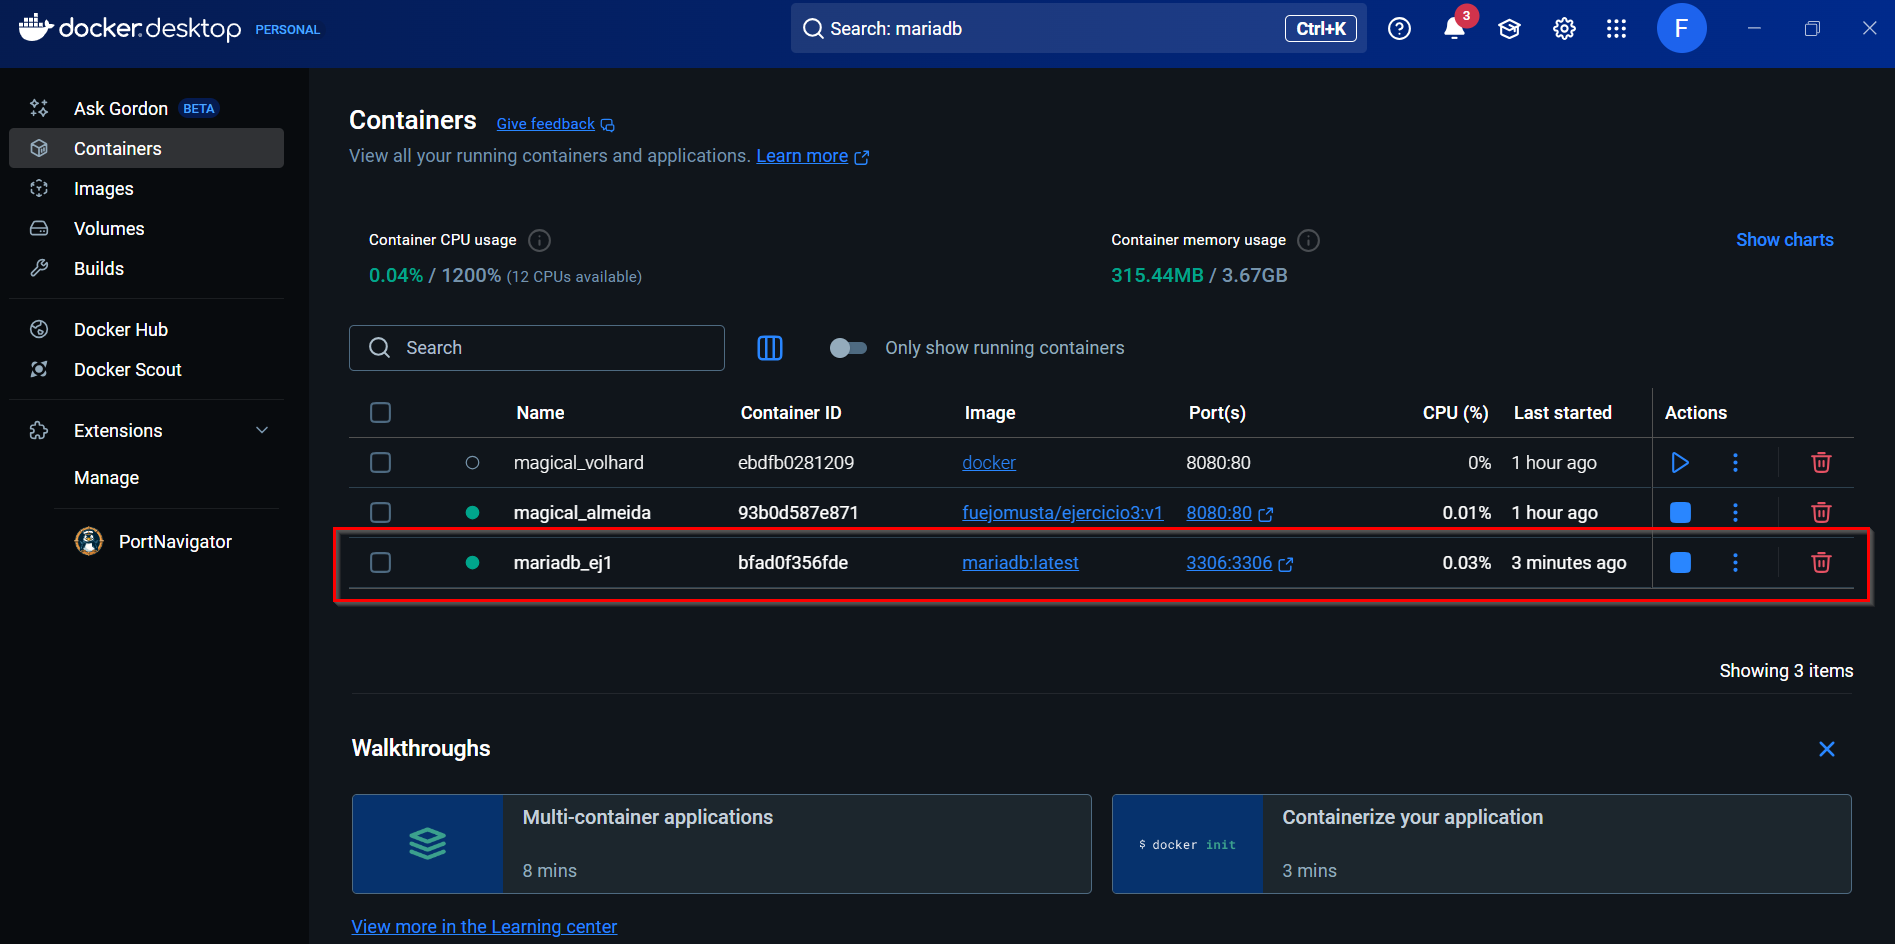 docker.desktop PERSONAL
Search: mariadb Ctrl+K 3 F
Ask Gordon BETA
Containers
Images
Volumes
Builds
Docker Hub
Docker Scout
Extensions
Manage
PortNavigator
Containers Give feedback
View all your running containers and applications. Learn more
Container CPU usage
0.04% / 1200% (12 CPUs available)
Container memory usage
315.44MB / 3.67GB
Show charts
Search
Only show running containers
Name Container ID Image Port(s) CPU (%) Last started Actions
magical_volhard ebdfb0281209 docker 8080:80 0% 1 hour ago
magical_almeida 93b0d587e871 fuejomusta/ejercicio3:v1 8080:80 0.01% 1 hour ago
mariadb_ej1 bfad0f356fde mariadb:latest 3306:3306 0.03% 3 minutes ago
Showing 3 items
Walkthroughs
Multi-container applications
8 mins
$ docker init
Containerize your application
3 mins
View more in the Learning center